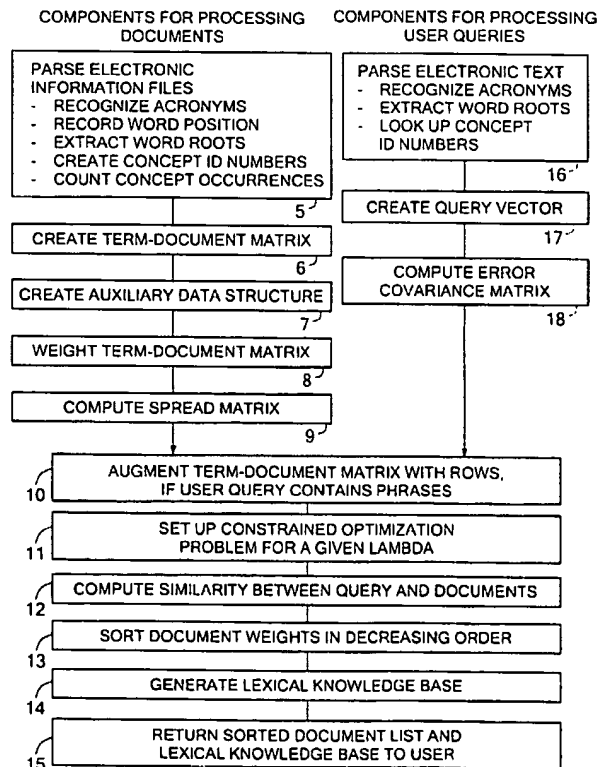 COMPONENTS FOR PROCESSING
DOCUMENTS
PARSE ELECTRONIC
INFORMATION FILES
- RECOGNIZE ACRONYMS
- RECORD WORD POSITION
- EXTRACT WORD ROOTS
- CREATE CONCEPT ID NUMBERS
- COUNT CONCEPT OCCURRENCES
5
CREATE TERM-DOCUMENT MATRIX
6
CREATE AUXILIARY DATA STRUCTURE
7
WEIGHT TERM-DOCUMENT MATRIX
8
COMPUTE SPREAD MATRIX
9
COMPONENTS FOR PROCESSING
USER QUERIES
PARSE ELECTRONIC TEXT
- RECOGNIZE ACRONYMS
- EXTRACT WORD ROOTS
- LOOK UP CONCEPT
ID NUMBERS
16
CREATE QUERY VECTOR
17
COMPUTE ERROR
COVARIANCE MATRIX
18
AUGMENT TERM-DOCUMENT MATRIX WITH ROWS,
IF USER QUERY CONTAINS PHRASES
10
SET UP CONSTRAINED OPTIMIZATION
PROBLEM FOR A GIVEN LAMBDA
11
COMPUTE SIMILARITY BETWEEN QUERY AND DOCUMENTS
12
SORT DOCUMENT WEIGHTS IN DECREASING ORDER
13
GENERATE LEXICAL KNOWLEDGE BASE
14
RETURN SORTED DOCUMENT LIST AND
LEXICAL KNOWLEDGE BASE TO USER
15